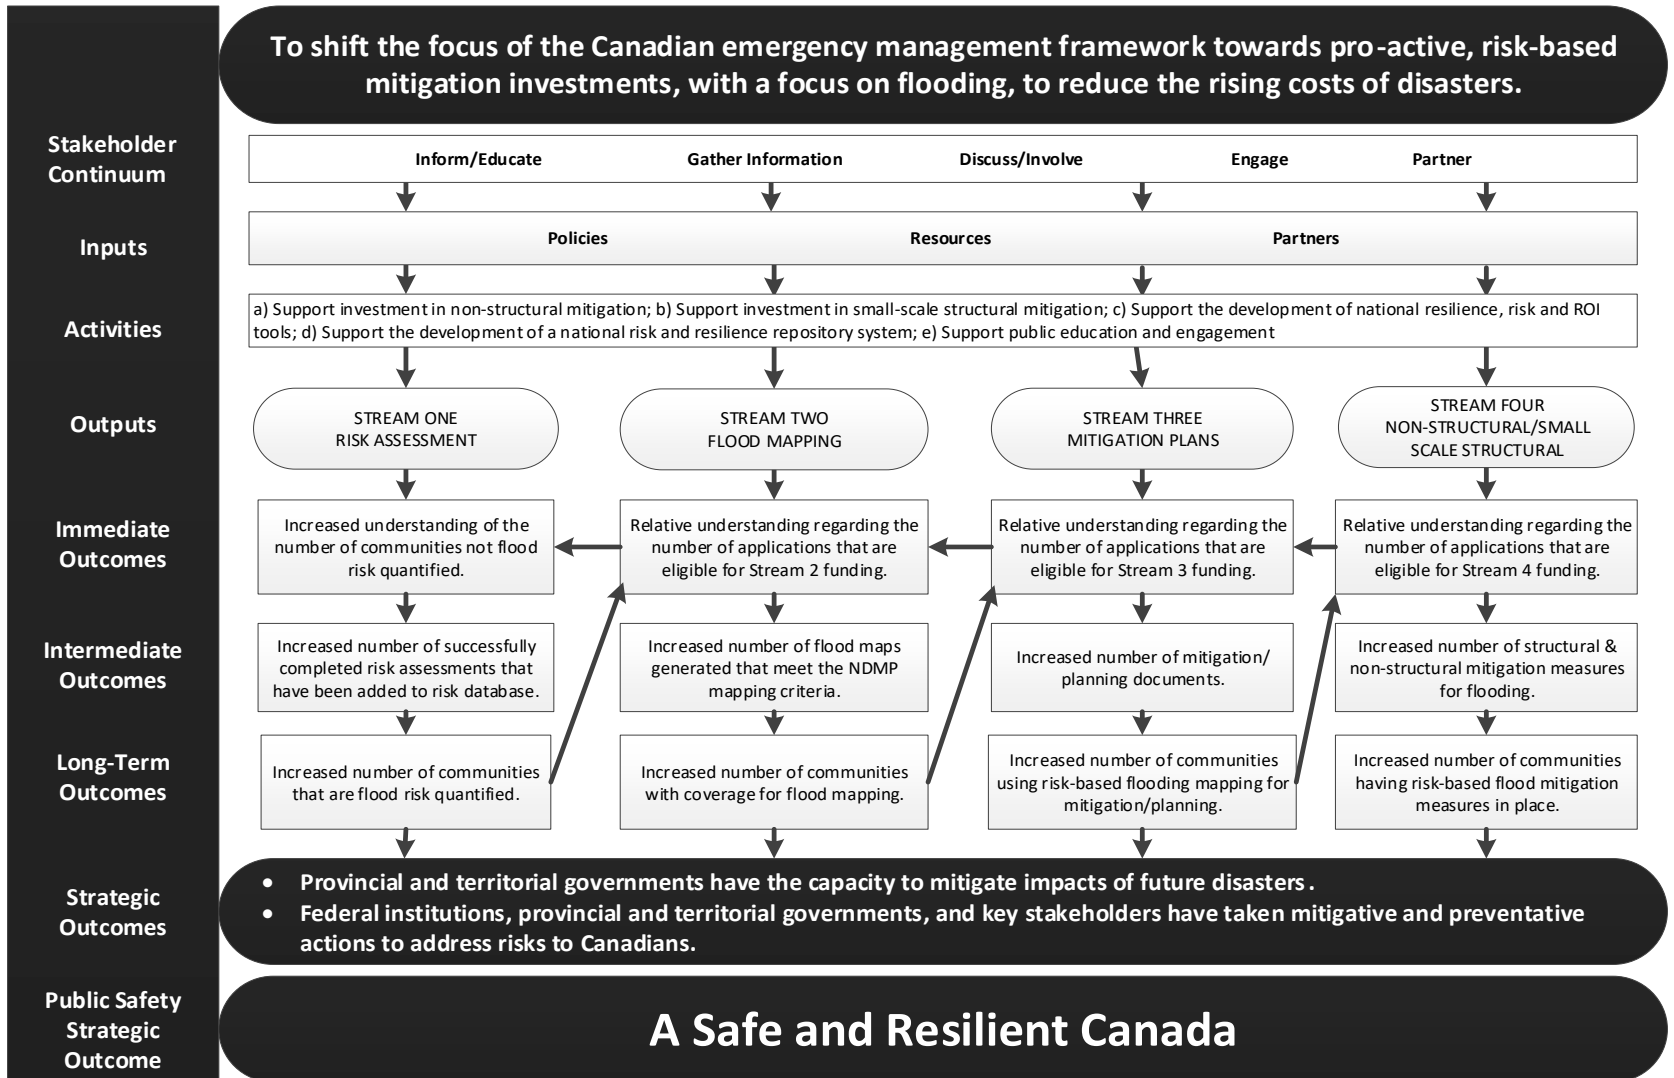 To shift the focus of the Canadian emergency management framework towards pro-active, risk-based
mitigation investments, with a focus on flooding, to reduce the rising costs of disasters.
Stakeholder
Continuum
Inform/Educate
Gather Information
Discuss/Involve
Engage
Partner
Inputs
Policies
Resources
Partners
Activities
a) Support investment in non-structural mitigation; b) Support investment in small-scale structural mitigation; c) Support the development of national resilience, risk and ROI
tools; d) Support the development of a national risk and resilience repository system; e) Support public education and engagement
Outputs
STREAM ONE
RISK ASSESSMENT
STREAM TWO
FLOOD MAPPING
STREAM THREE
MITIGATION PLANS
STREAM FOUR
NON-STRUCTURAL/SMALL
SCALE STRUCTURAL
Immediate
Outcomes
Increased understanding of the
number of communities not flood
risk quantified.
Relative understanding regarding the
number of applications that are
eligible for Stream 2 funding.
Relative understanding regarding the
number of applications that are
eligible for Stream 3 funding.
Relative understanding regarding the
number of applications that are
eligible for Stream 4 funding.
Intermediate
Outcomes
Increased number of successfully
completed risk assessments that
have been added to risk database.
Increased number of flood maps
generated that meet the NDMP
mapping criteria.
Increased number of mitigation/
planning documents.
Increased number of structural &
non-structural mitigation measures
for flooding.
Long-Term
Outcomes
Increased number of communities
that are flood risk quantified.
Increased number of communities
with coverage for flood mapping.
Increased number of communities
using risk-based flooding mapping for
mitigation/planning.
Increased number of communities
having risk-based flood mitigation
measures in place.
Strategic
Outcomes
• Provincial and territorial governments have the capacity to mitigate impacts of future disasters.
• Federal institutions, provincial and territorial governments, and key stakeholders have taken mitigative and preventative
actions to address risks to Canadians.
Public Safety
Strategic
Outcome
A Safe and Resilient Canada